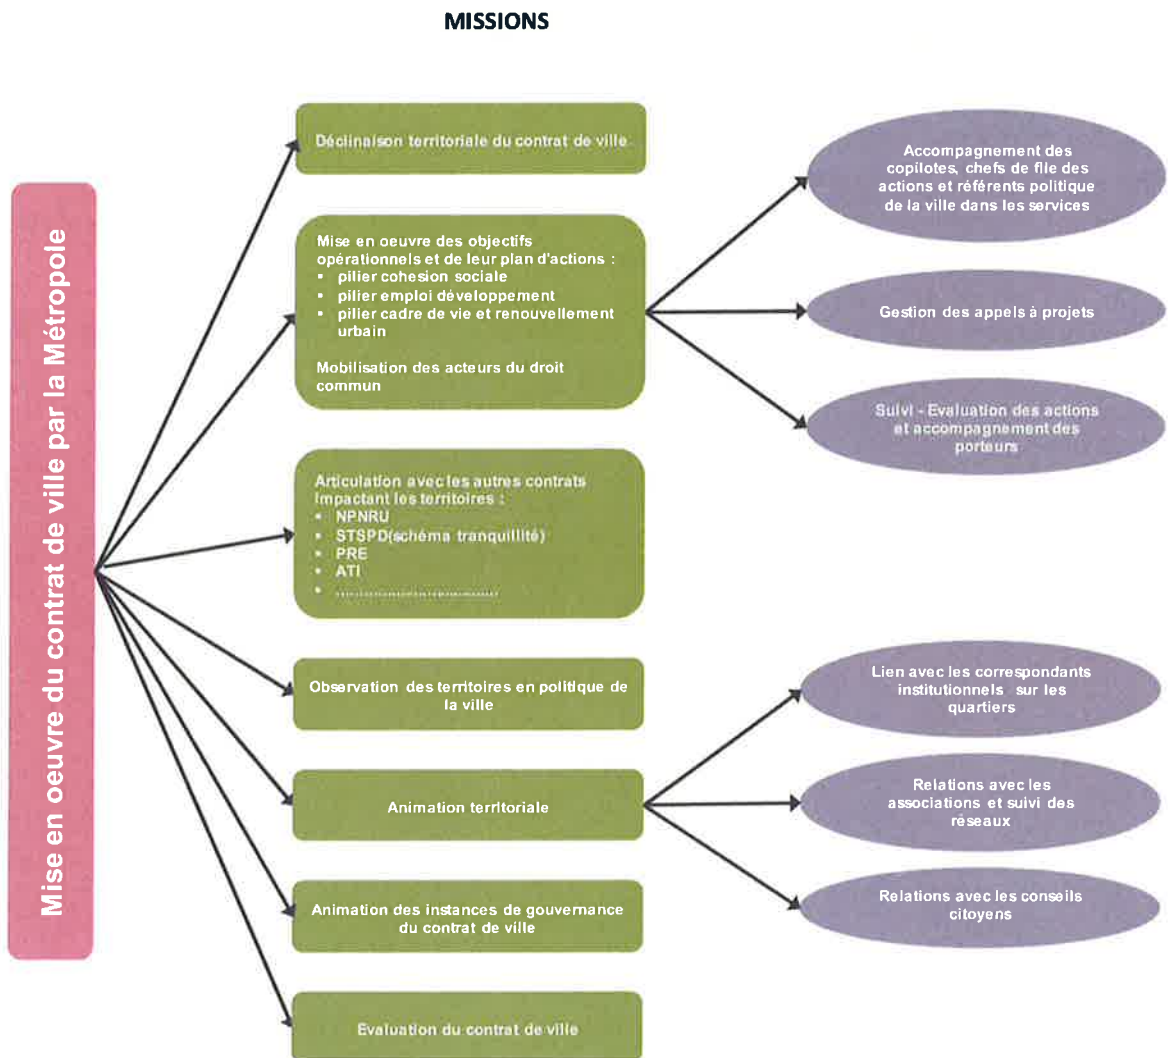 MISSIONS
Mise en oeuvre du contrat de ville par la Métropole
Déclinaison territoriale du contrat de ville
Mise en oeuvre des objectifs
opérationnels et de leur plan d'actions :
▪ pilier cohesion sociale
▪ pilier emploi développement
▪ pilier cadre de vie et renouvellement
urbain
Mobilisation des acteurs du droit
commun
Articulation avec les autres contrats
impactant les territoires :
▪ NPNRU
▪ STSPD(schéma tranquillité)
▪ PRE
▪ ATI
▪ ......................................
Observation des territoires en politique de
la ville
Animation territoriale
Animation des instances de gouvernance
du contrat de ville
Evaluation du contrat de ville
Accompagnement des
copilotes, chefs de file des
actions et référents politique
de la ville dans les services
Gestion des appels à projets
Suivi - Evaluation des actions
et accompagnement des
porteurs
Lien avec les correspondants
institutionnels sur les
quartiers
Relations avec les
associations et suivi des
réseaux
Relations avec les conseils
citoyens